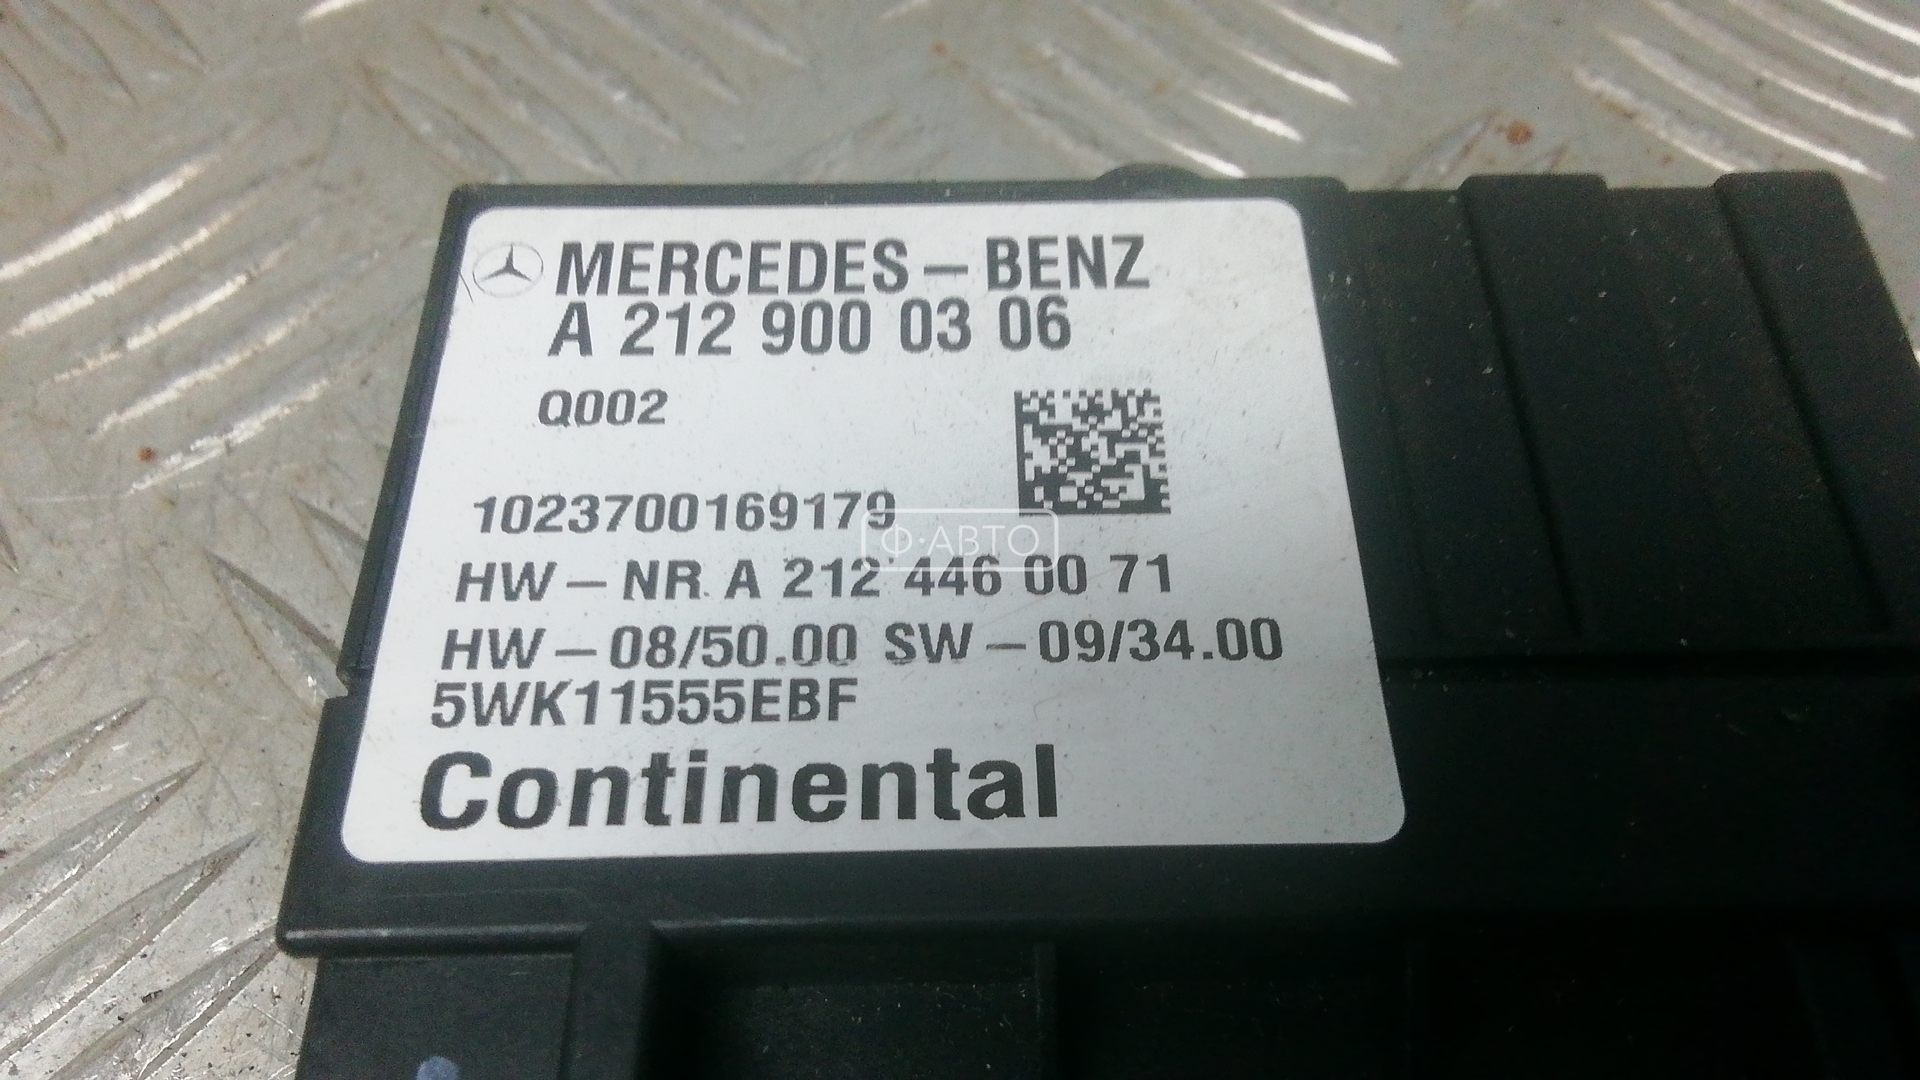 MERCEDES-BENZ
A 212 900 03 06
Q002
1023700169179
Ф·АВТО
HW-NR. A 212 446 00 71
HW-08/50.00 SW-09/34.00
5WK11555EBF
Continental